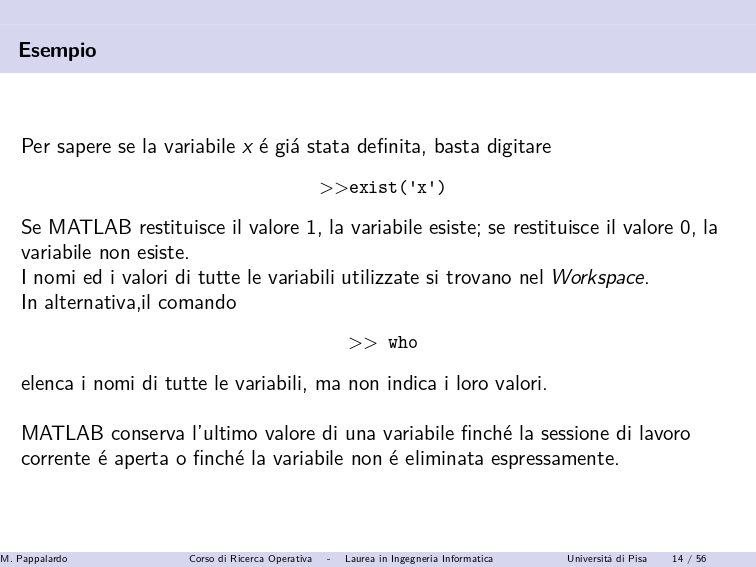 Esempio
Per sapere se la variabile x é giá stata definita, basta digitare
>>exist('x')
Se MATLAB restituisce il valore 1, la variabile esiste; se restituisce il valore 0, la
variabile non esiste.
I nomi ed i valori di tutte le variabili utilizzate si trovano nel Workspace.
In alternativa,il comando
>> who
elenca i nomi di tutte le variabili, ma non indica i loro valori.
MATLAB conserva l'ultimo valore di una variabile finché la sessione di lavoro
corrente é aperta o finché la variabile non é eliminata espressamente.
M. Pappalardo Corso di Ricerca Operativa - Laurea in Ingegneria Informatica Universitá di Pisa 14 / 56